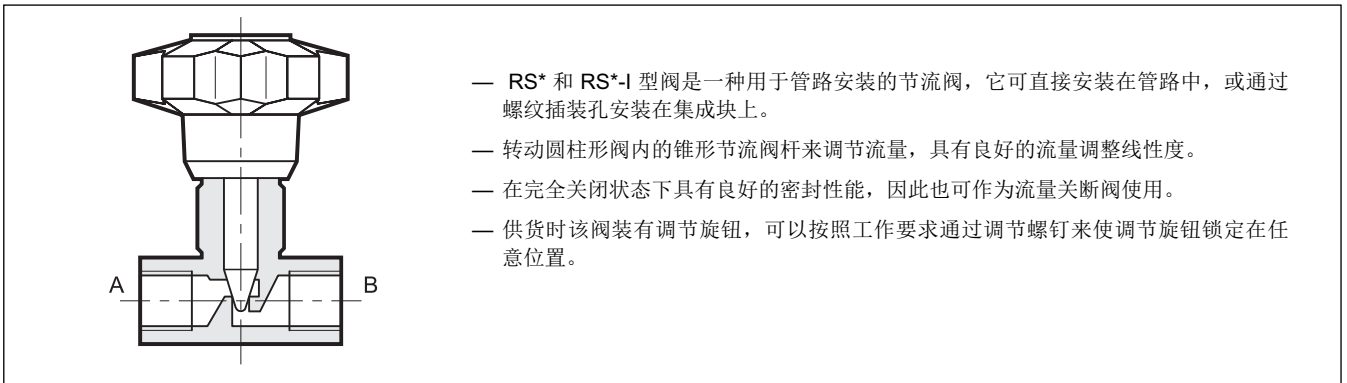 — RS* 和 RS*-I 型阀是一种用于管路安装的节流阀，它可直接安装在管路中，或通过
螺纹插装孔安装在集成块上。
— 转动圆柱形阀内的锥形节流阀杆来调节流量，具有良好的流量调整线性度。
— 在完全关闭状态下具有良好的密封性能，因此也可作为流量关断阀使用。
— 供货时该阀装有调节旋钮，可以按照工作要求通过调节螺钉来使调节旋钮锁定在任
意位置。
A
B